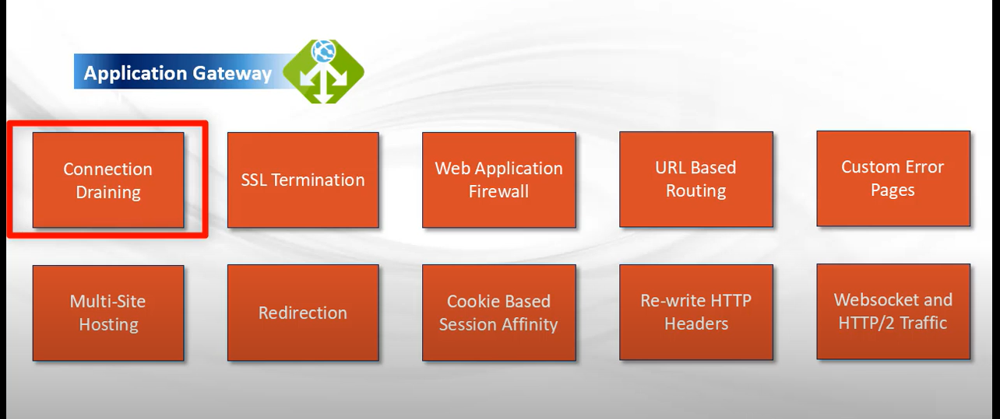 Application Gateway
Connection
Draining
SSL Termination
Web Application
Firewall
URL Based
Routing
Custom Error
Pages
Multi-Site
Hosting
Redirection
Cookie Based
Session Affinity
Re-write HTTP
Headers
Websocket and
HTTP/2 Traffic